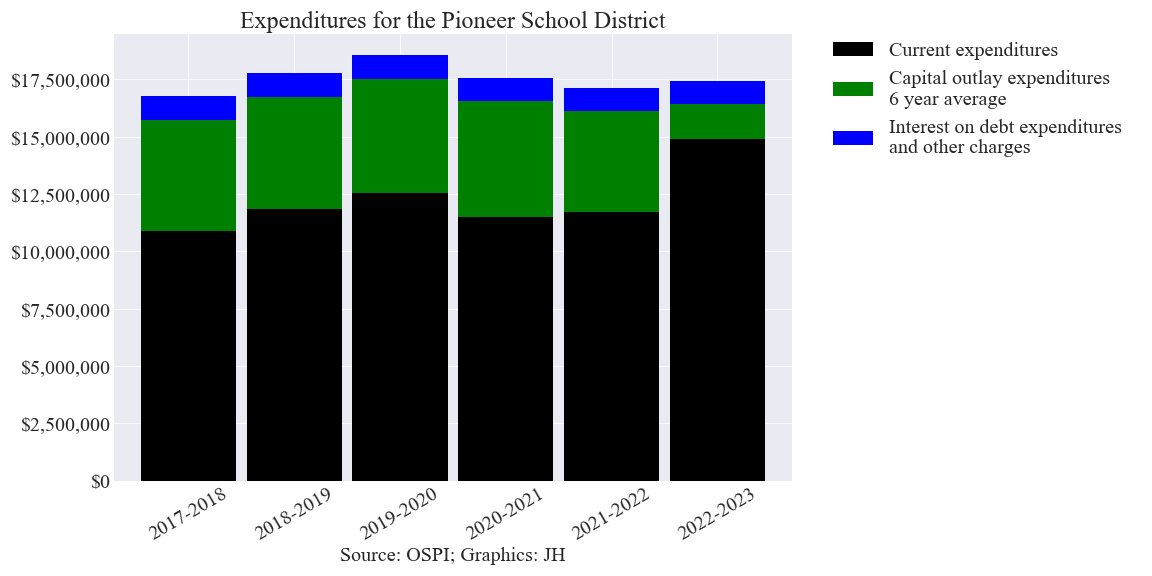 Expenditures for the Pioneer School District
$17,500,000
$15,000,000
$12,500,000
$10,000,000
$7,500,000
$5,000,000
$2,500,000
$0
2017-2018
2018-2019
2019-2020
2020-2021
2021-2022
2022-2023
Source: OSPI; Graphics: JH
Current expenditures
Capital outlay expenditures
6 year average
Interest on debt expenditures
and other charges